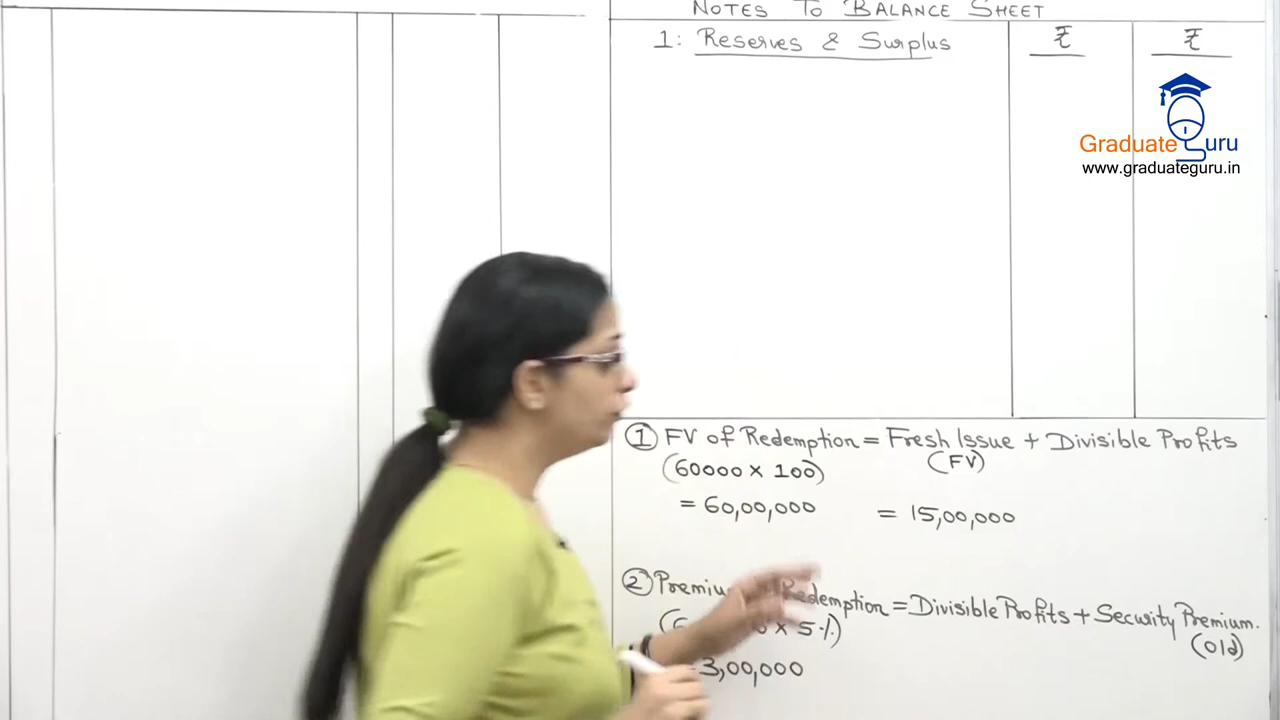 NOTES TO BALANCE SHEET
1: Reserves & Surplus ₹ ₹
Graduate Guru
www.graduateguru.in
① FV of Redemption = Fresh Issue + Divisible Profits
(60000 x 100) (FV)
= 60,00,000 = 15,00,000
② Redemption = Divisible Profits + Security Premium.
x 5%) (Old)
3,00,000